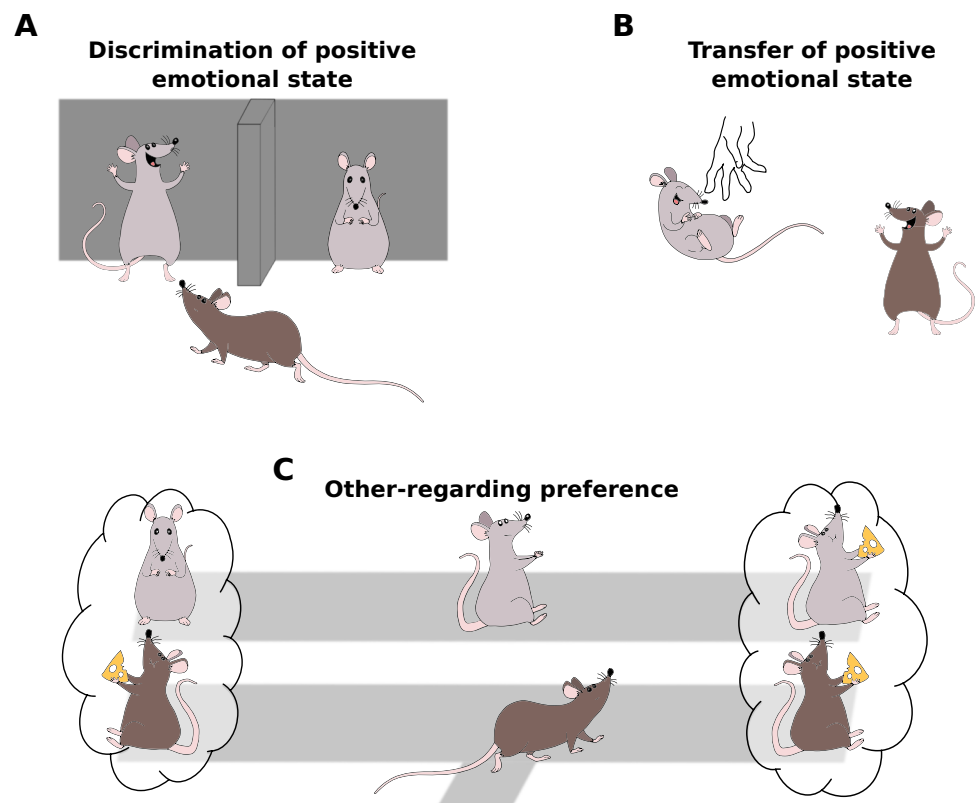 A
Discrimination of positive
emotional state
B
Transfer of positive
emotional state
C
Other-regarding preference